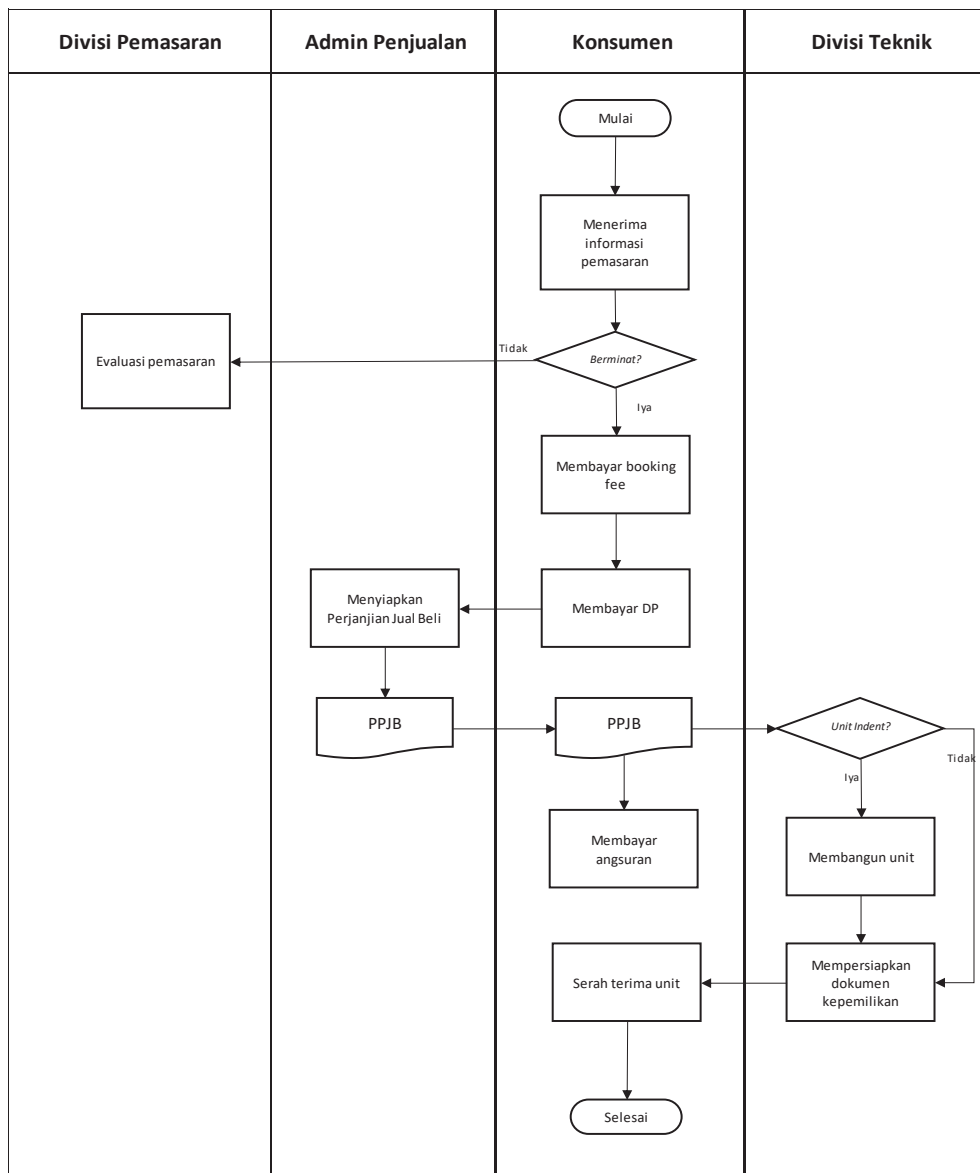 Divisi Pemasaran
Admin Penjualan
Konsumen
Divisi Teknik
Mulai
Menerima
informasi
pemasaran
Evaluasi pemasaran
Tidak
Berminat?
Iya
Membayar booking
fee
Menyiapkan
Perjanjian Jual Beli
Membayar DP
PPJB
PPJB
Unit Indent?
Tidak
Iya
Membayar
angsuran
Membangun unit
Serah terima unit
Mempersiapkan
dokumen
kepemilikan
Selesai